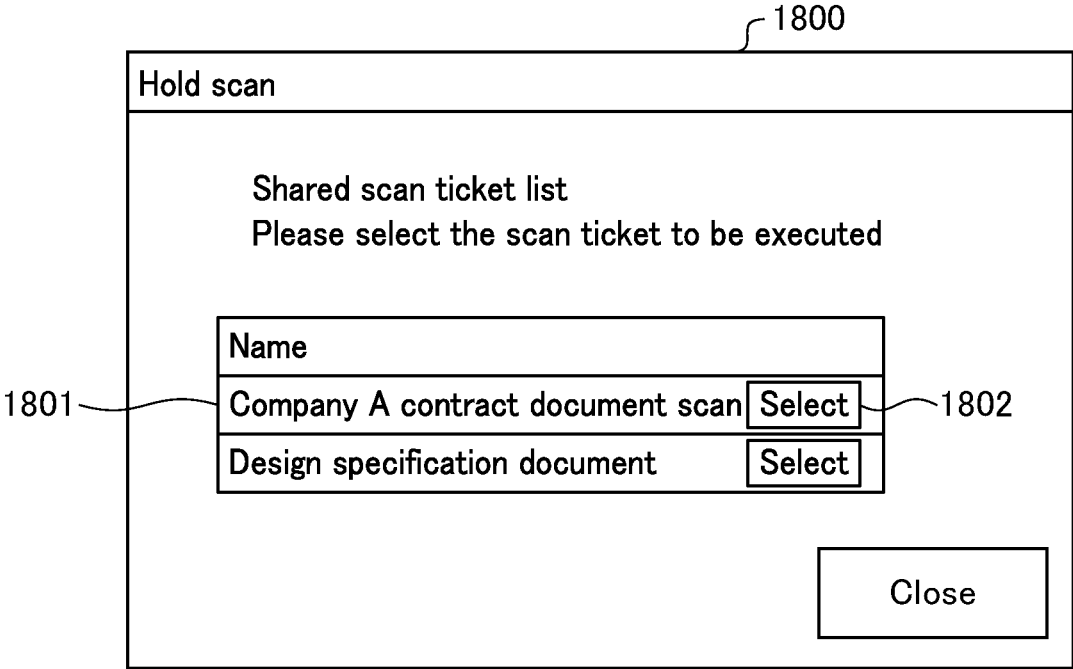 1800
Hold scan
Shared scan ticket list
Please select the scan ticket to be executed
Name
1801 Company A contract document scan Select 1802
Design specification document Select
Close